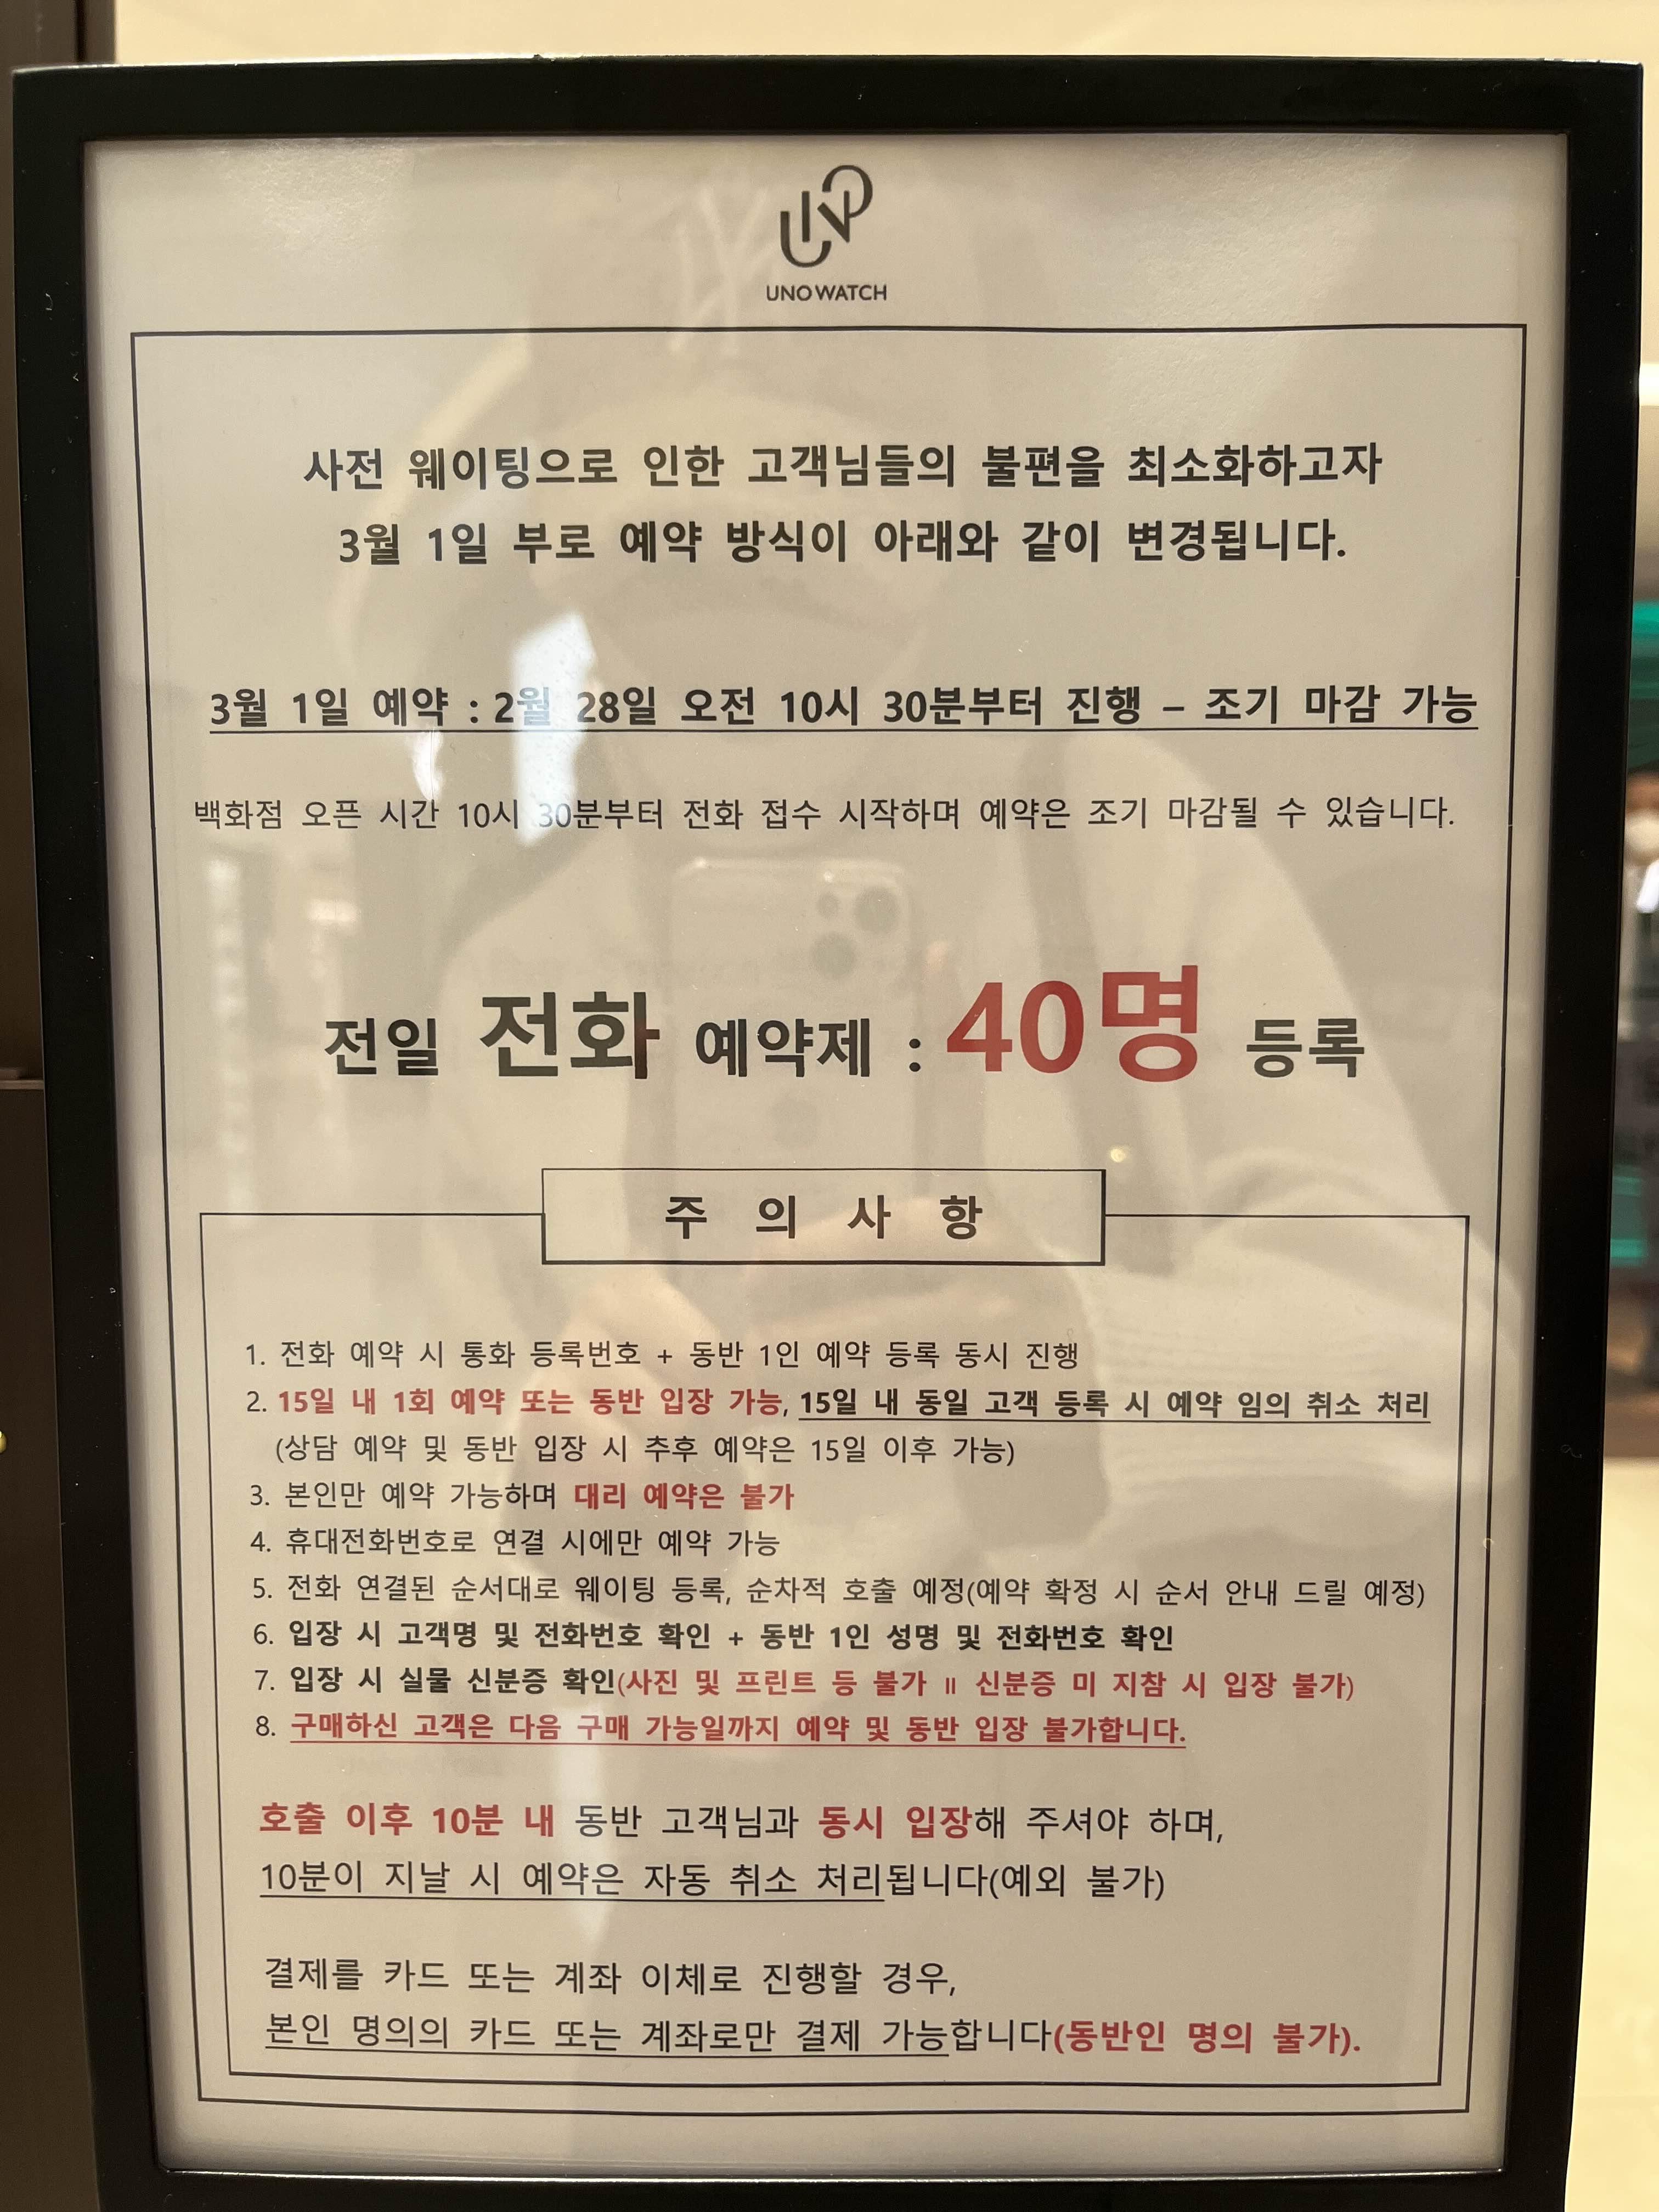 UNO
UNO WATCH
사전 웨이팅으로 인한 고객님들의 불편을 최소화하고자
3월 1일 부로 예약 방식이 아래와 같이 변경됩니다.
3월 1일 예약 : 2월 28일 오전 10시 30분부터 진행 – 조기 마감 가능
백화점 오픈 시간 10시 30분부터 전화 접수 시작하며 예약은 조기 마감될 수 있습니다.
전일 전화 예약제 : 40명 등록
주 의 사 항
1. 전화 예약 시 통화 등록번호 + 동반 1인 예약 등록 동시 진행
2. 15일 내 1회 예약 또는 동반 입장 가능, 15일 내 동일 고객 등록 시 예약 임의 취소 처리
(상담 예약 및 동반 입장 시 추후 예약은 15일 이후 가능)
3. 본인만 예약 가능하며 대리 예약은 불가
4. 휴대전화번호로 연결 시에만 예약 가능
5. 전화 연결된 순서대로 웨이팅 등록, 순차적 호출 예정(예약 확정 시 순서 안내 드릴 예정)
6. 입장 시 고객명 및 전화번호 확인 + 동반 1인 성명 및 전화번호 확인
7. 입장 시 실물 신분증 확인(사진 및 프린트 등 불가 ॥ 신분증 미 지참 시 입장 불가)
8. 구매하신 고객은 다음 구매 가능일까지 예약 및 동반 입장 불가합니다.
호출 이후 10분 내 동반 고객님과 동시 입장해 주셔야 하며,
10분이 지날 시 예약은 자동 취소 처리됩니다(예외 불가)
결제를 카드 또는 계좌 이체로 진행할 경우,
본인 명의의 카드 또는 계좌로만 결제 가능합니다(동반인 명의 불가).